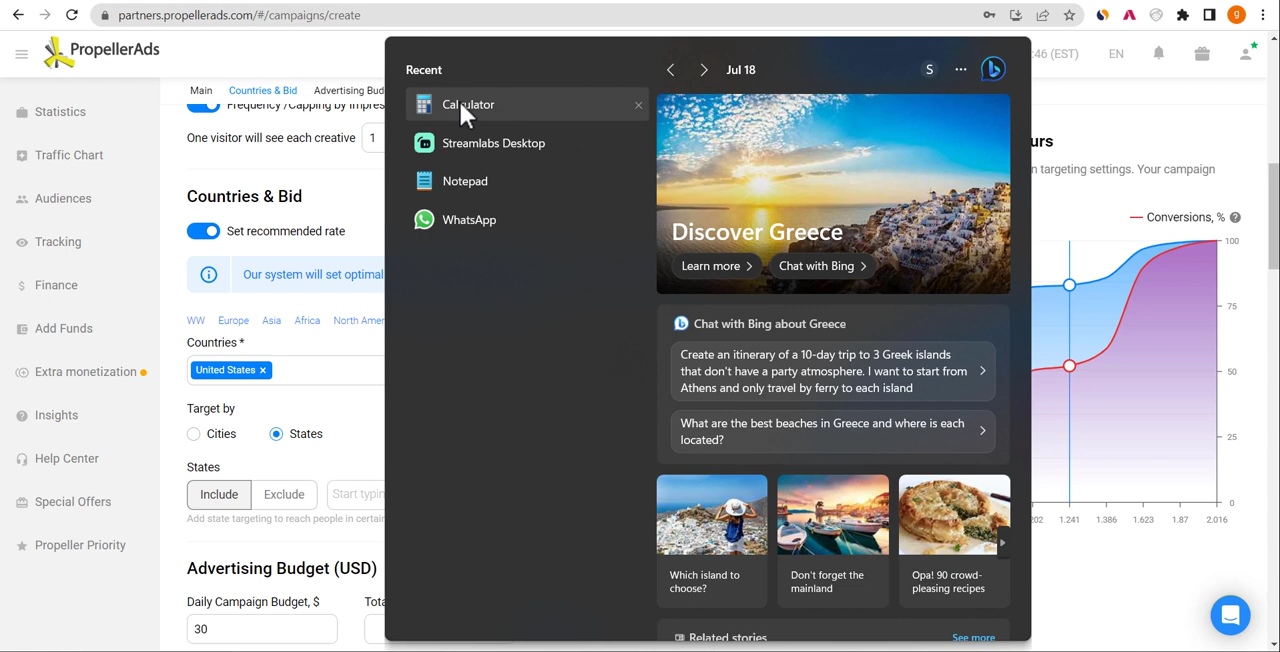 partners.propellerads.com/#/campaigns/create
g
PropellerAds
:46 (EST)
EN
Statistics
Traffic Chart
Audiences
Tracking
$ Finance
Add Funds
Extra monetization
Insights
Help Center
Special Offers
Propeller Priority
Main Countries & Bid Advertising Bud
Frequency /Capping by Impres
One visitor will see each creative 1
Countries & Bid
Set recommended rate
Our system will set optimal
WW Europe Asia Africa North Amer
Countries *
United States ×
Target by
Cities States
States
Include Exclude Start typin
Add state targeting to reach people in certain
Advertising Budget (USD)
Daily Campaign Budget, $ Tota
30
Recent
Calculator
Streamlabs Desktop
Notepad
WhatsApp
Jul 18
S
Discover Greece
Learn more
Chat with Bing
Chat with Bing about Greece
Create an itinerary of a 10-day trip to 3 Greek islands
that don't have a party atmosphere. I want to start from
Athens and only travel by ferry to each island
What are the best beaches in Greece and where is each
located?
Which island to
choose?
Don't forget the
mainland
Opa! 90 crowd-
pleasing recipes
Related stories
See more
urs
n targeting settings. Your campaign
Conversions, %
100
75
50
25
0
202 1.241 1.386 1.623 1.87 2.016